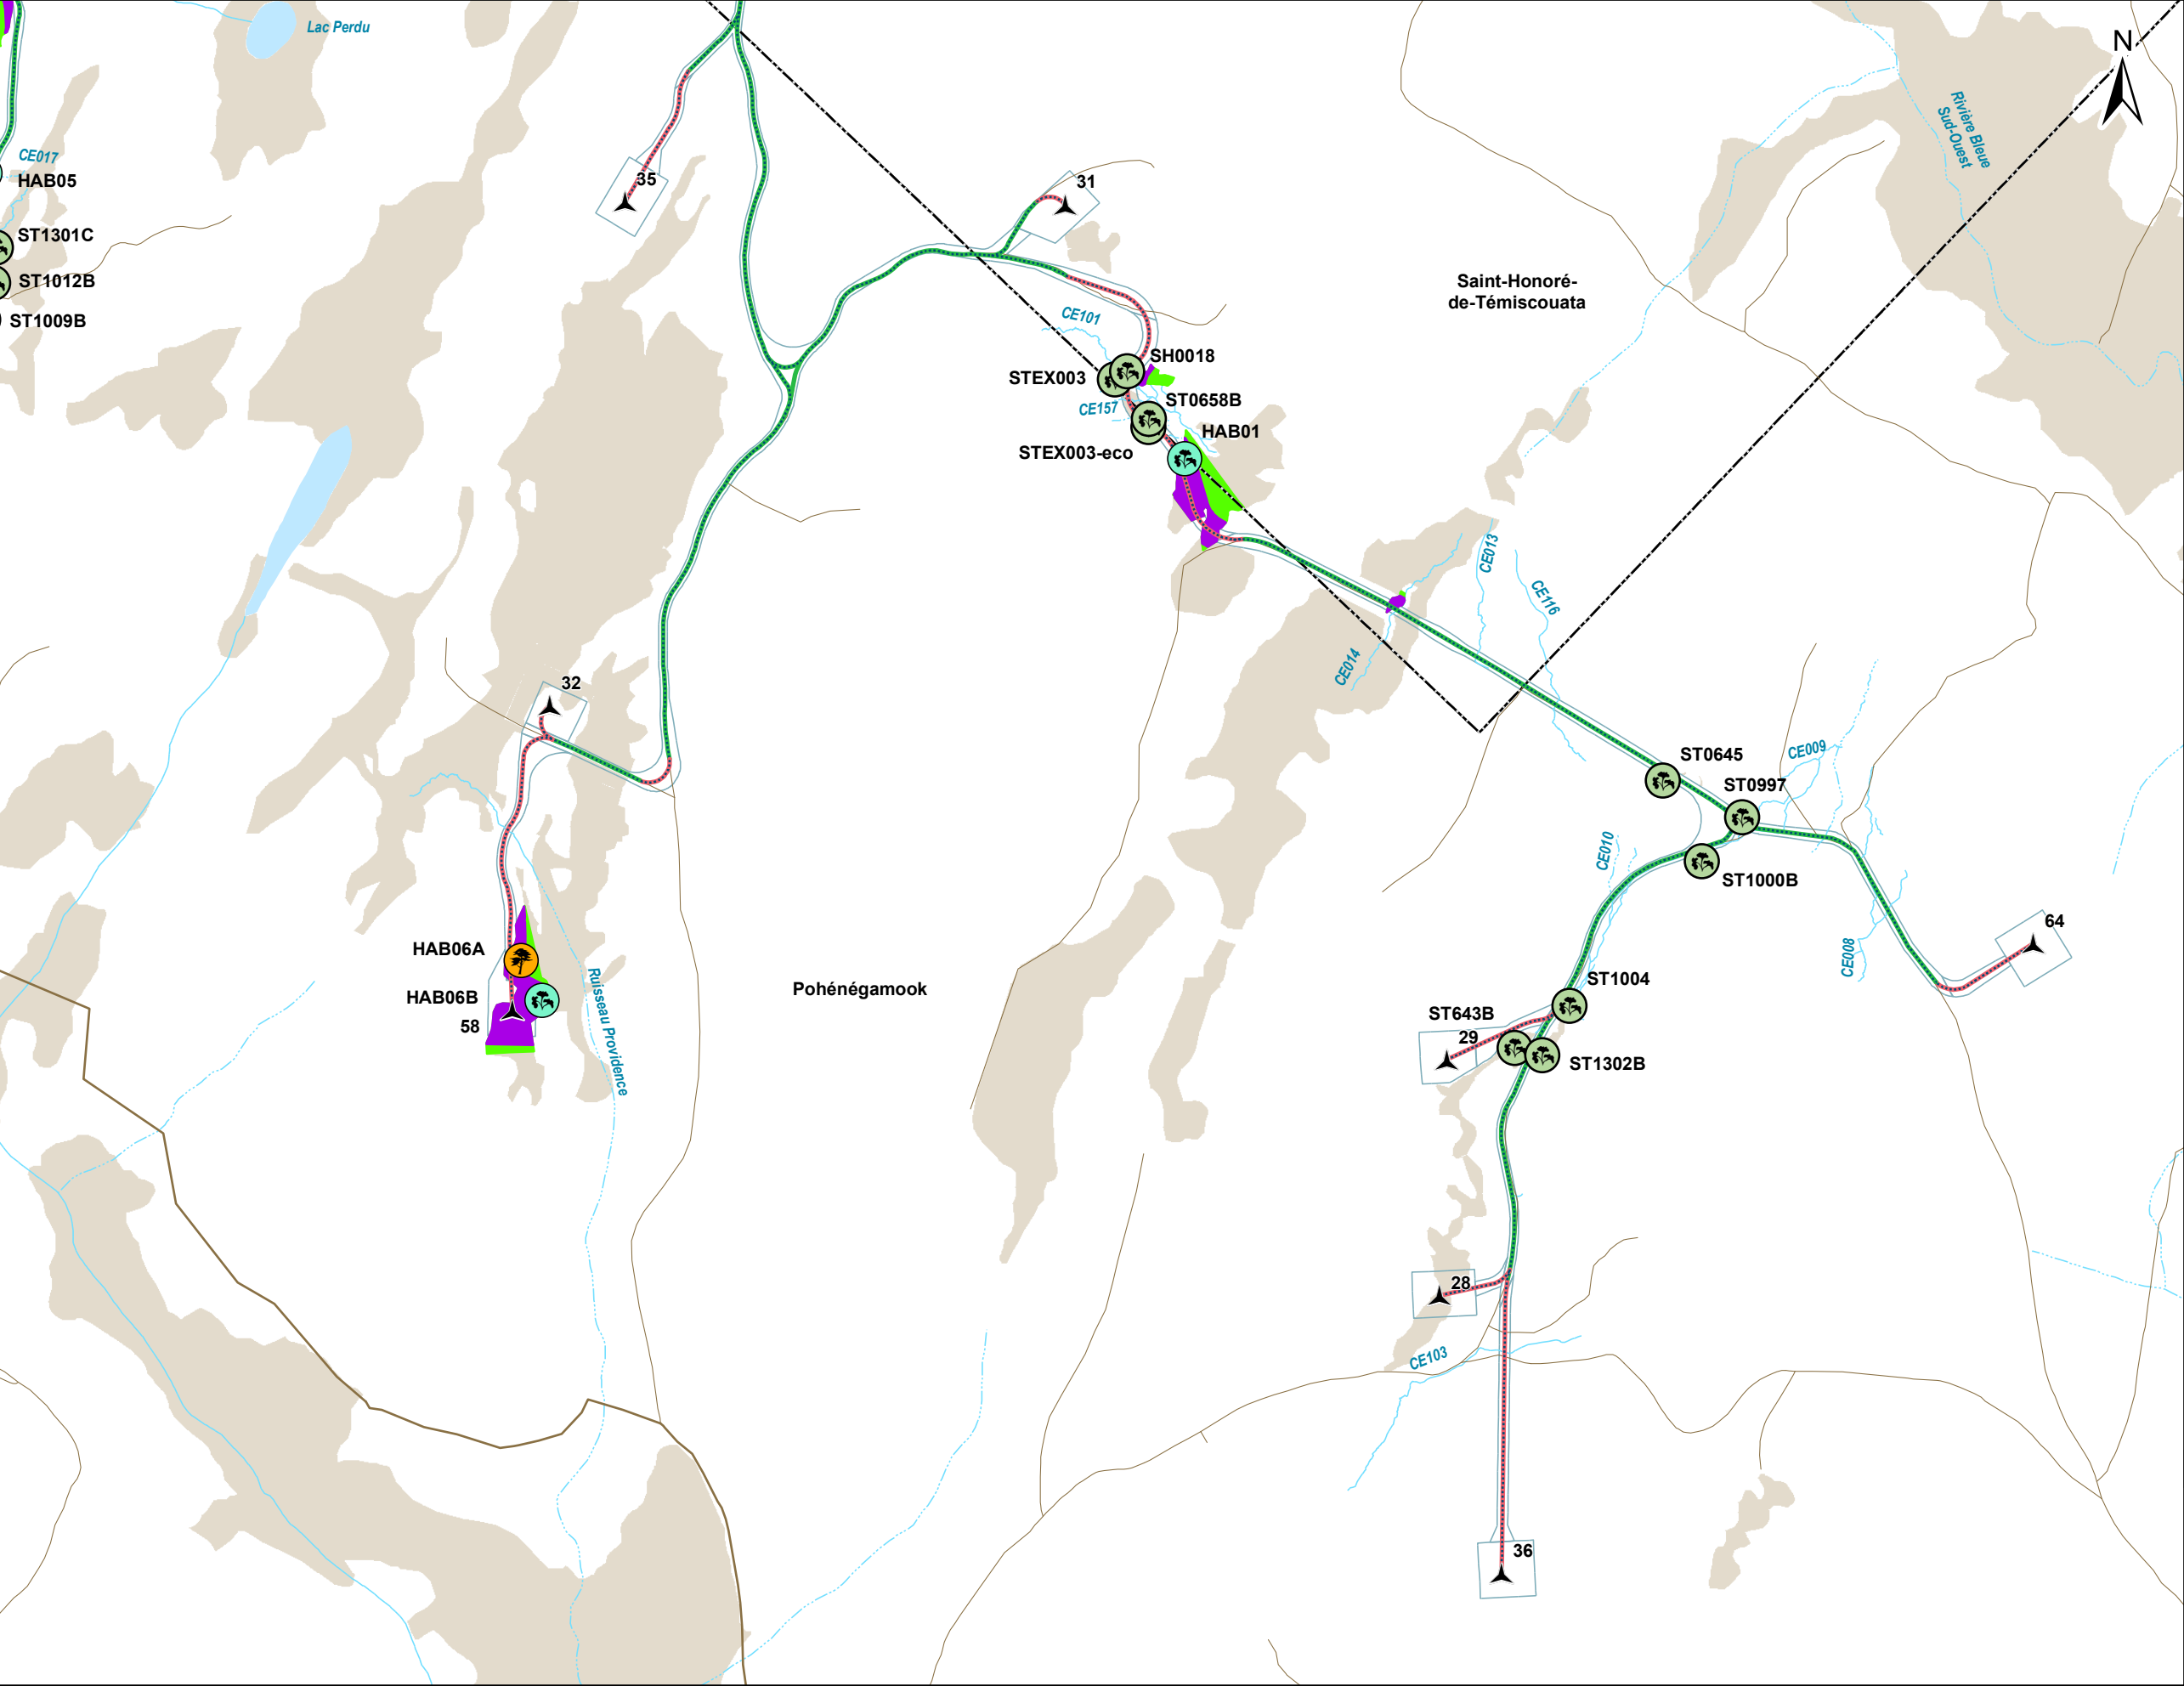 Lac Perdu
N
Rivière Bleue
Sud-Ouest
CE017
HAB05
35
31
ST1301C
ST1012B
ST1009B
Saint-Honoré-
de-Témiscouata
CE101
SH0018
STEX003
CE157
ST0658B
HAB01
STEX003-eco
CE013
CE116
CE014
32
ST0645
CE009
ST0997
CE010
ST1000B
64
HAB06A
CE008
HAB06B
Ruisseau Providence
Pohénégamook
ST1004
58
ST643B
29
ST1302B
28
CE103
36